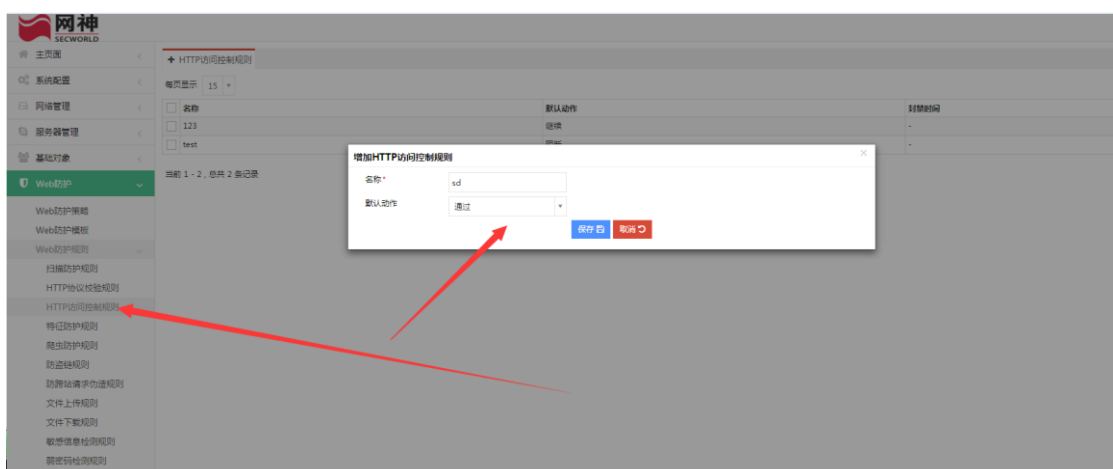 网神
SECWORLD
主页面
系统配置
网络管理
服务器管理
基础对象
Web防护
Web防护策略
Web防护模板
Web防护规则
扫描防护规则
HTTP协议校验规则
HTTP访问控制规则
特征防护规则
爬虫防护规则
防盗链规则
防跨站请求伪造规则
文件上传规则
文件下载规则
敏感信息检测规则
弱密码检测规则
+ HTTP访问控制规则
每页显示 15
名称 默认动作 封禁时间
123 继续 -
test 阻断 -
当前 1 - 2 , 总共 2 条记录
增加HTTP访问控制规则 ×
名称* sd
默认动作 通过
保存 取消